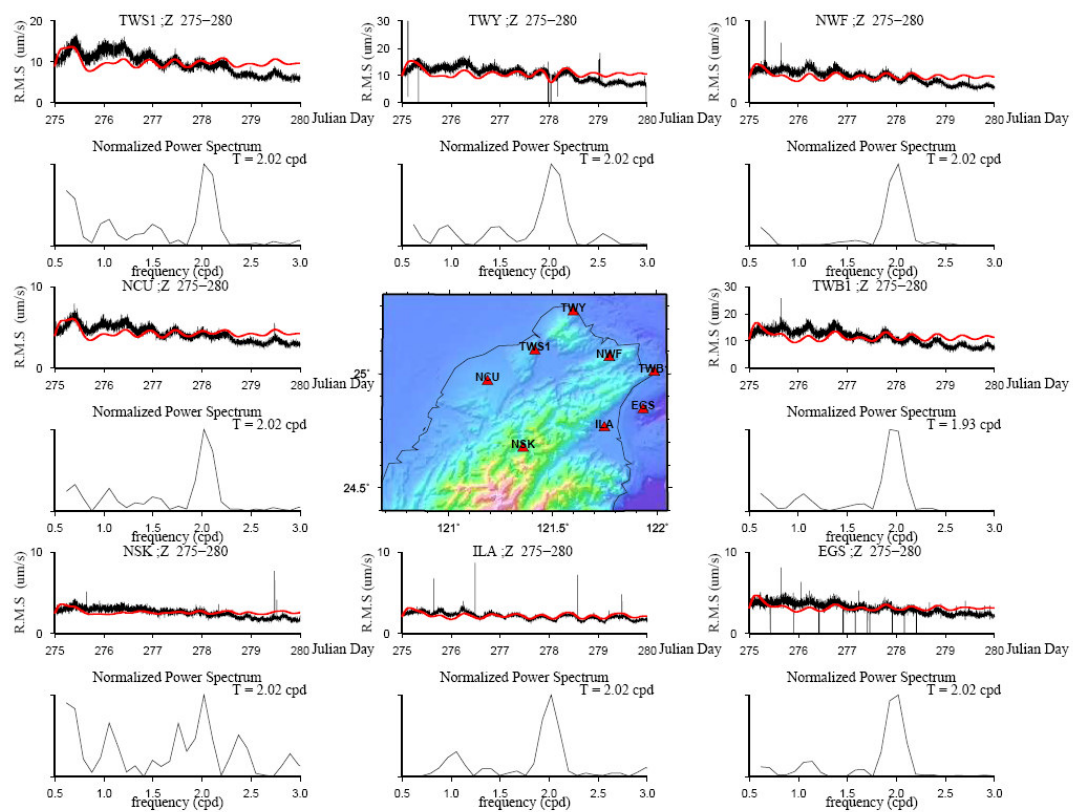 TWS1 ;Z 275−280
R.M.S (um/s)
20
10
0
275 276 277 278 279 280 Julian Day
Normalized Power Spectrum
T = 2.02 cpd
0.5 1.0 1.5 2.0 2.5 3.0
frequency (cpd)
TWY ;Z 275−280
R.M.S (um/s)
30
20
10
0
275 276 277 278 279 280 Julian Day
Normalized Power Spectrum
T = 2.02 cpd
0.5 1.0 1.5 2.0 2.5 3.0
frequency (cpd)
NWF ;Z 275−280
R.M.S (um/s)
10
0
275 276 277 278 279 280
Normalized Power Spectrum
T = 2.02 cpd
0.5 1.0 1.5 2.0 2.5 3.0
frequency (cpd)
NCU ;Z 275−280
R.M.S (um/s)
10
0
275 276 277 278 279 280
Normalized Power Spectrum
T = 2.02 cpd
0.5 1.0 1.5 2.0 2.5 3.0
frequency (cpd)
TWY
TWS1
NWF
25˚
TWB
NCU
EGS
ILA
NSK
24.5˚
121˚ 121.5˚ 122˚
TWB1 ;Z 275−280
R.M.S (um/s)
30
20
10
0
275 276 277 278 279 280
Normalized Power Spectrum
T = 1.93 cpd
0.5 1.0 1.5 2.0 2.5 3.0
frequency (cpd)
NSK ;Z 275−280
R.M.S (um/s)
10
0
275 276 277 278 279 280 Julian Day
Normalized Power Spectrum
T = 2.02 cpd
0.5 1.0 1.5 2.0 2.5 3.0
frequency (cpd)
ILA ;Z 275−280
R.M.S (um/s)
10
0
275 276 277 278 279 280 Julian Day
Normalized Power Spectrum
T = 2.02 cpd
0.5 1.0 1.5 2.0 2.5 3.0
frequency (cpd)
EGS ;Z 275−280
R.M.S (um/s)
10
0
275 276 277 278 279 280
Normalized Power Spectrum
T = 2.02 cpd
0.5 1.0 1.5 2.0 2.5 3.0
frequency (cpd)